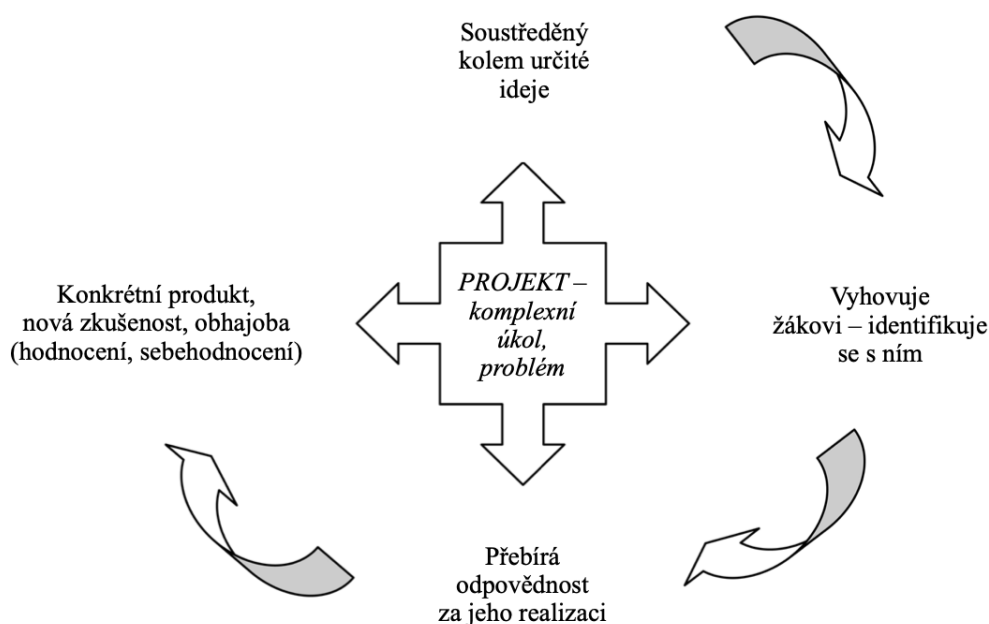 Soustředěný
kolem určité
ideje
PROJEKT –
komplexní
úkol,
problém
Konkrétní produkt,
nová zkušenost, obhajoba
(hodnocení, sebehodnocení)
Vyhovuje
žákovi – identifikuje
se s ním
Přebírá
odpovědnost
za jeho realizaci